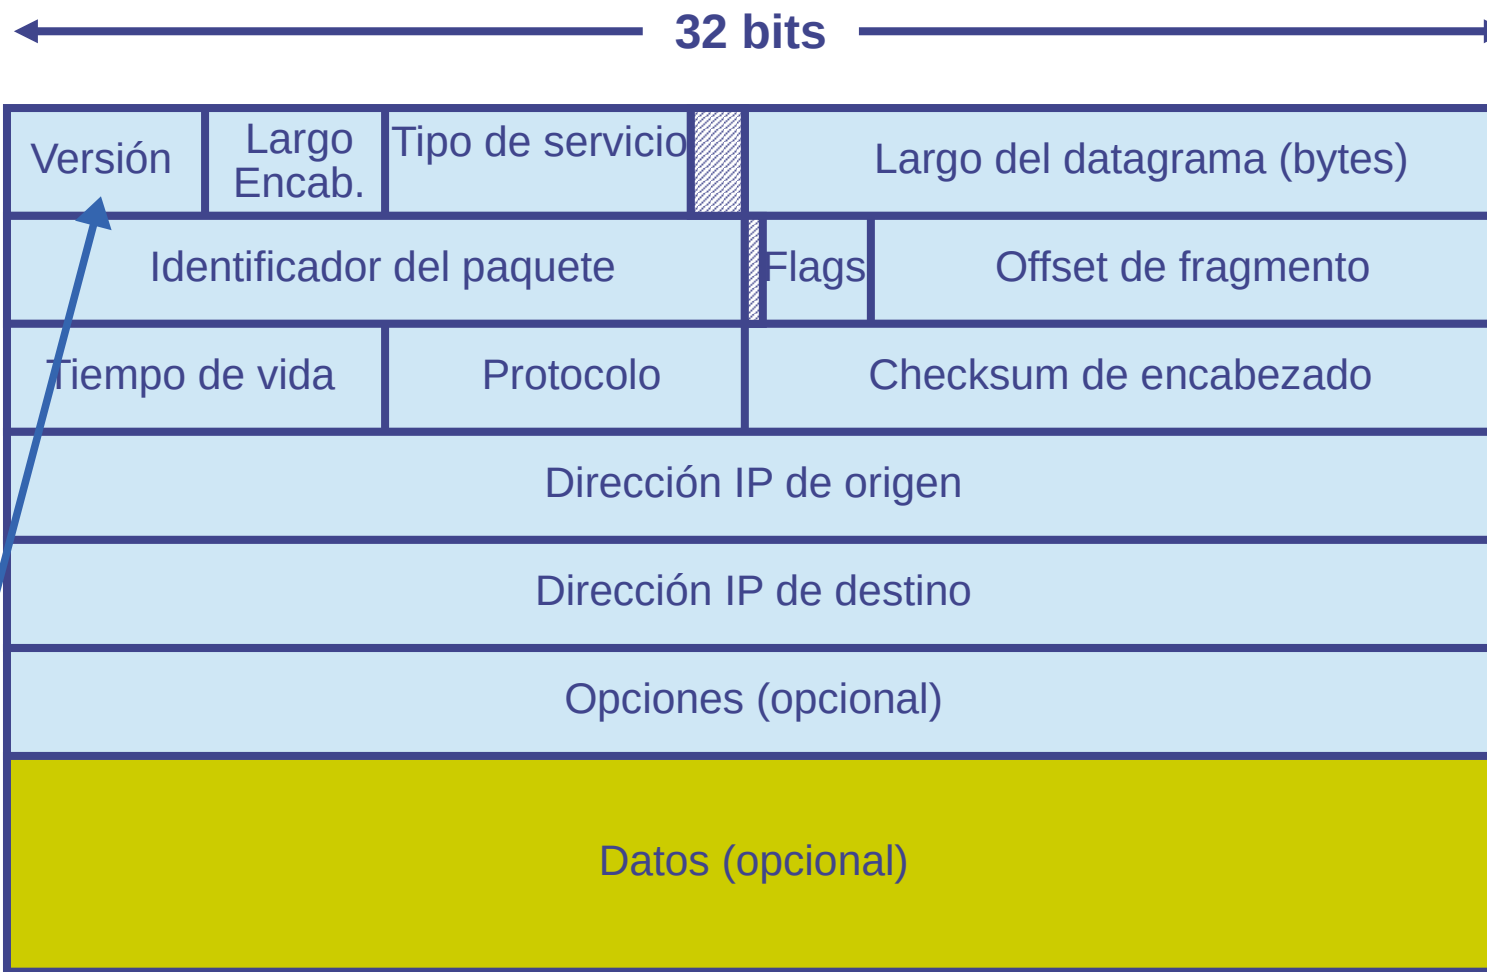 32 bits
Versión
Largo
Encab.
Tipo de servicio
Largo del datagrama (bytes)
Identificador del paquete
Flags
Offset de fragmento
Tiempo de vida
Protocolo
Checksum de encabezado
Dirección IP de origen
Dirección IP de destino
Opciones (opcional)
Datos (opcional)